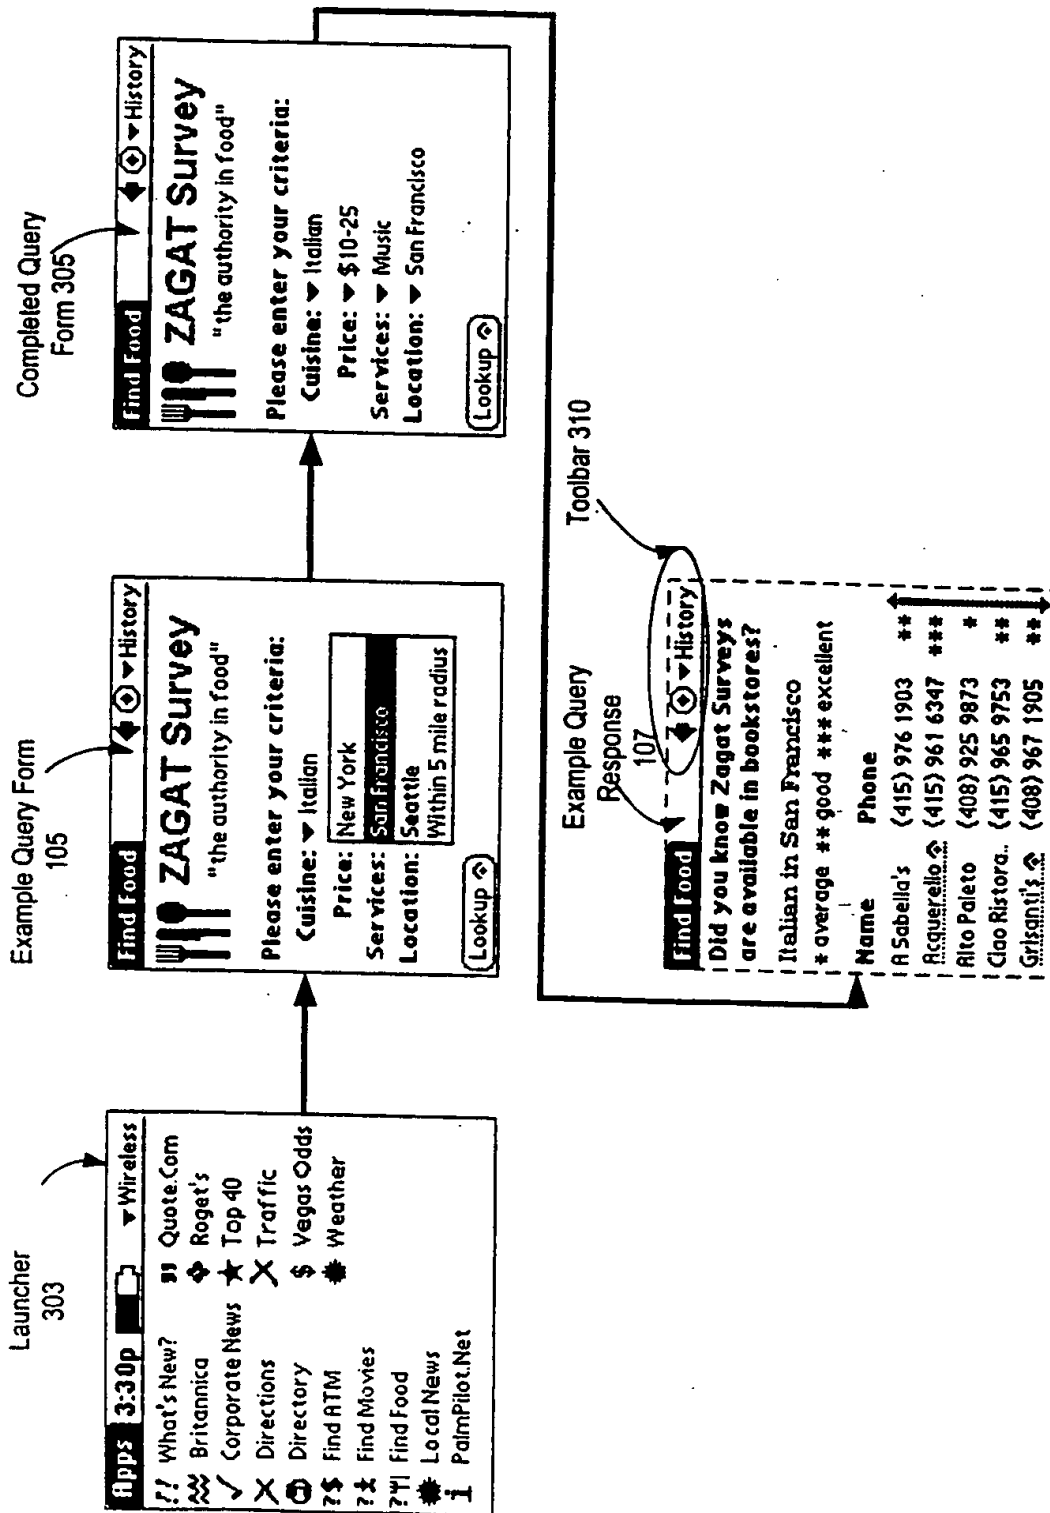 Launcher
303
Apps 3:30p Wireless
!! What's New?
Britannica
Corporate News
Directions
Directory
?$ Find ATM
? Find Movies
? Find Food
Local News
i PalmPilot.Net
" Quote.Com
Roget's
Top 40
Traffic
$ Vegas Odds
Weather
Example Query Form
105
Find Food History
ZAGAT Survey
"the authority in food"
Please enter your criteria:
Cuisine: Italian
Price:
Services:
Location:
New York
San Francisco
Seattle
Within 5 mile radius
Lookup
Completed Query
Form 305
Find Food History
ZAGAT Survey
"the authority in food"
Please enter your criteria:
Cuisine: Italian
Price: $10-25
Services: Music
Location: San Francisco
Lookup
Example Query
Response
107
Toolbar 310
Find Food History
Did you know Zagat Surveys
are available in bookstores?
Italian in San Francisco
* average ** good *** excellent
Name Phone
A Sabella's (415) 976 1903 **
Acquerello (415) 961 6347 ***
Alto Paleto (408) 925 9873 *
Ciao Ristora.. (415) 965 9753 **
Grisanti's (408) 967 1905 **